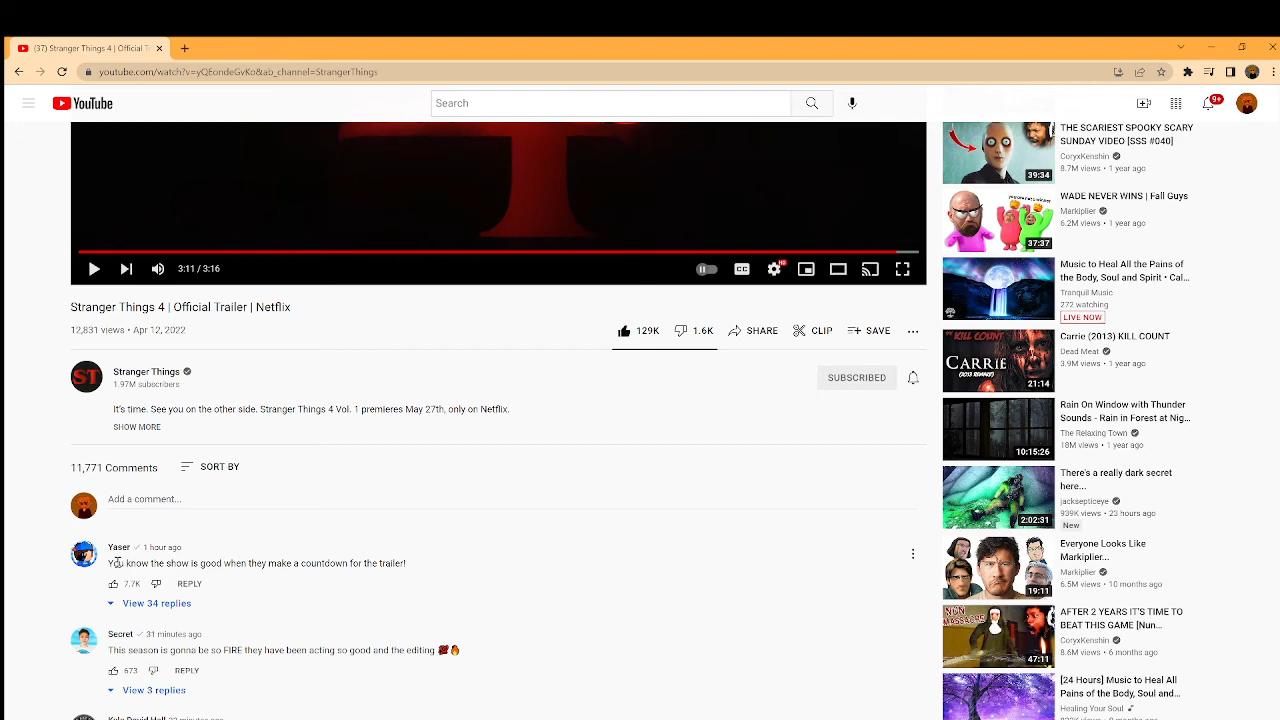 (37) Stranger Things 4 | Official T
youtube.com/watch?v=yQEondeGvKo&ab_channel=StrangerThings
YouTube
Search
9+
3:11 / 3:16
CC
HD
Stranger Things 4 | Official Trailer | Netflix
12,831 views • Apr 12, 2022
129K
1.6K
SHARE
CLIP
SAVE
ST
Stranger Things
1.97M subscribers
SUBSCRIBED
It's time. See you on the other side. Stranger Things 4 Vol. 1 premieres May 27th, only on Netflix.
SHOW MORE
11,771 Comments
SORT BY
Add a comment...
Yaser 1 hour ago
You know the show is good when they make a countdown for the trailer!
7.7K
REPLY
View 34 replies
Secret 31 minutes ago
This season is gonna be so FIRE they have been acting so good and the editing 💯🔥
673
REPLY
View 3 replies
39:34
THE SCARIEST SPOOKY SCARY
SUNDAY VIDEO [SSS #040]
CoryxKenshin
8.7M views • 1 year ago
37:37
WADE NEVER WINS | Fall Guys
Markiplier
6.2M views • 1 year ago
Music to Heal All the Pains of
the Body, Soul and Spirit • Cal...
Tranquil Music
272 watching
LIVE NOW
KILL COUNT
CARRIE
(2013 REMAKE)
21:14
Carrie (2013) KILL COUNT
Dead Meat
3.9M views • 1 year ago
10:15:26
Rain On Window with Thunder
Sounds - Rain in Forest at Nig...
The Relaxing Town
18M views • 1 year ago
2:02:31
There's a really dark secret
here...
jacksepticeye
939K views • 23 hours ago
New
19:11
Everyone Looks Like
Markiplier...
Markiplier
6.5M views • 10 months ago
NUN
MASSACRE
47:11
AFTER 2 YEARS IT'S TIME TO
BEAT THIS GAME [Nun...
CoryxKenshin
8.6M views • 6 months ago
[24 Hours] Music to Heal All
Pains of the Body, Soul and...
Healing Your Soul